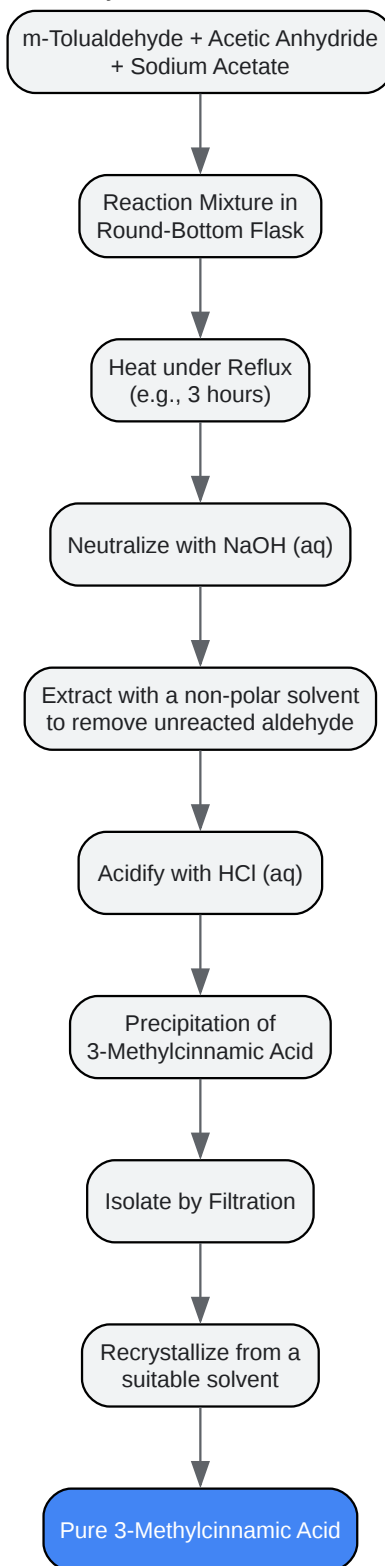 m-Tolualdehyde + Acetic Anhydride
+ Sodium Acetate
Reaction Mixture in
Round-Bottom Flask
Heat under Reflux
(e.g., 3 hours)
Neutralize with NaOH (aq)
Extract with a non-polar solvent
to remove unreacted aldehyde
Acidify with HCl (aq)
Precipitation of
3-Methylcinnamic Acid
Isolate by Filtration
Recrystallize from a
suitable solvent
Pure 3-Methylcinnamic Acid